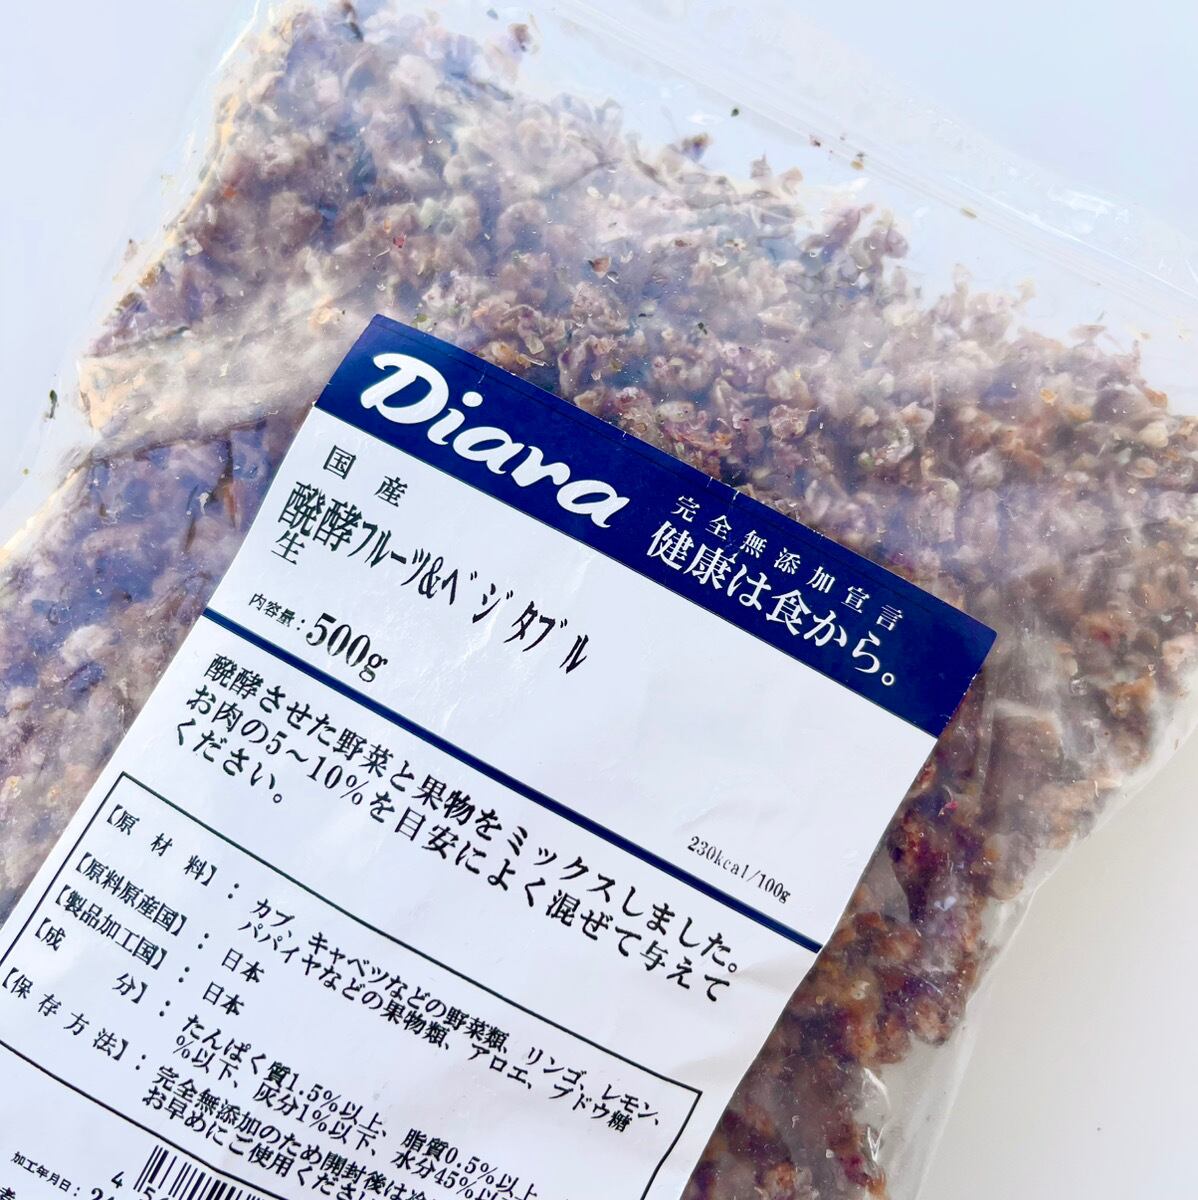 Diara
完全無添加宣言
健康は食から。
国産
醗酵フルーツ&ベジタブル
生
内容量：500g
230kcal/100g
醗酵させた野菜と果物をミックスしました。
お肉の5～10%を目安によく混ぜて与えて
ください。
【原材料】：カブ、キャベツなどの野菜類、リンゴ、レモン、
パパイヤなどの果物類、アロエ、ブドウ糖
【原料原産国】：日本
【製品加工国】：日本
【成分】：たんぱく質1.5%以上、脂質0.5%以上、
%以下、灰分1%以下、水分45%以
【保存方法】：完全無添加のため開封後は冷
お早めにご使用くださ
加工年月日：